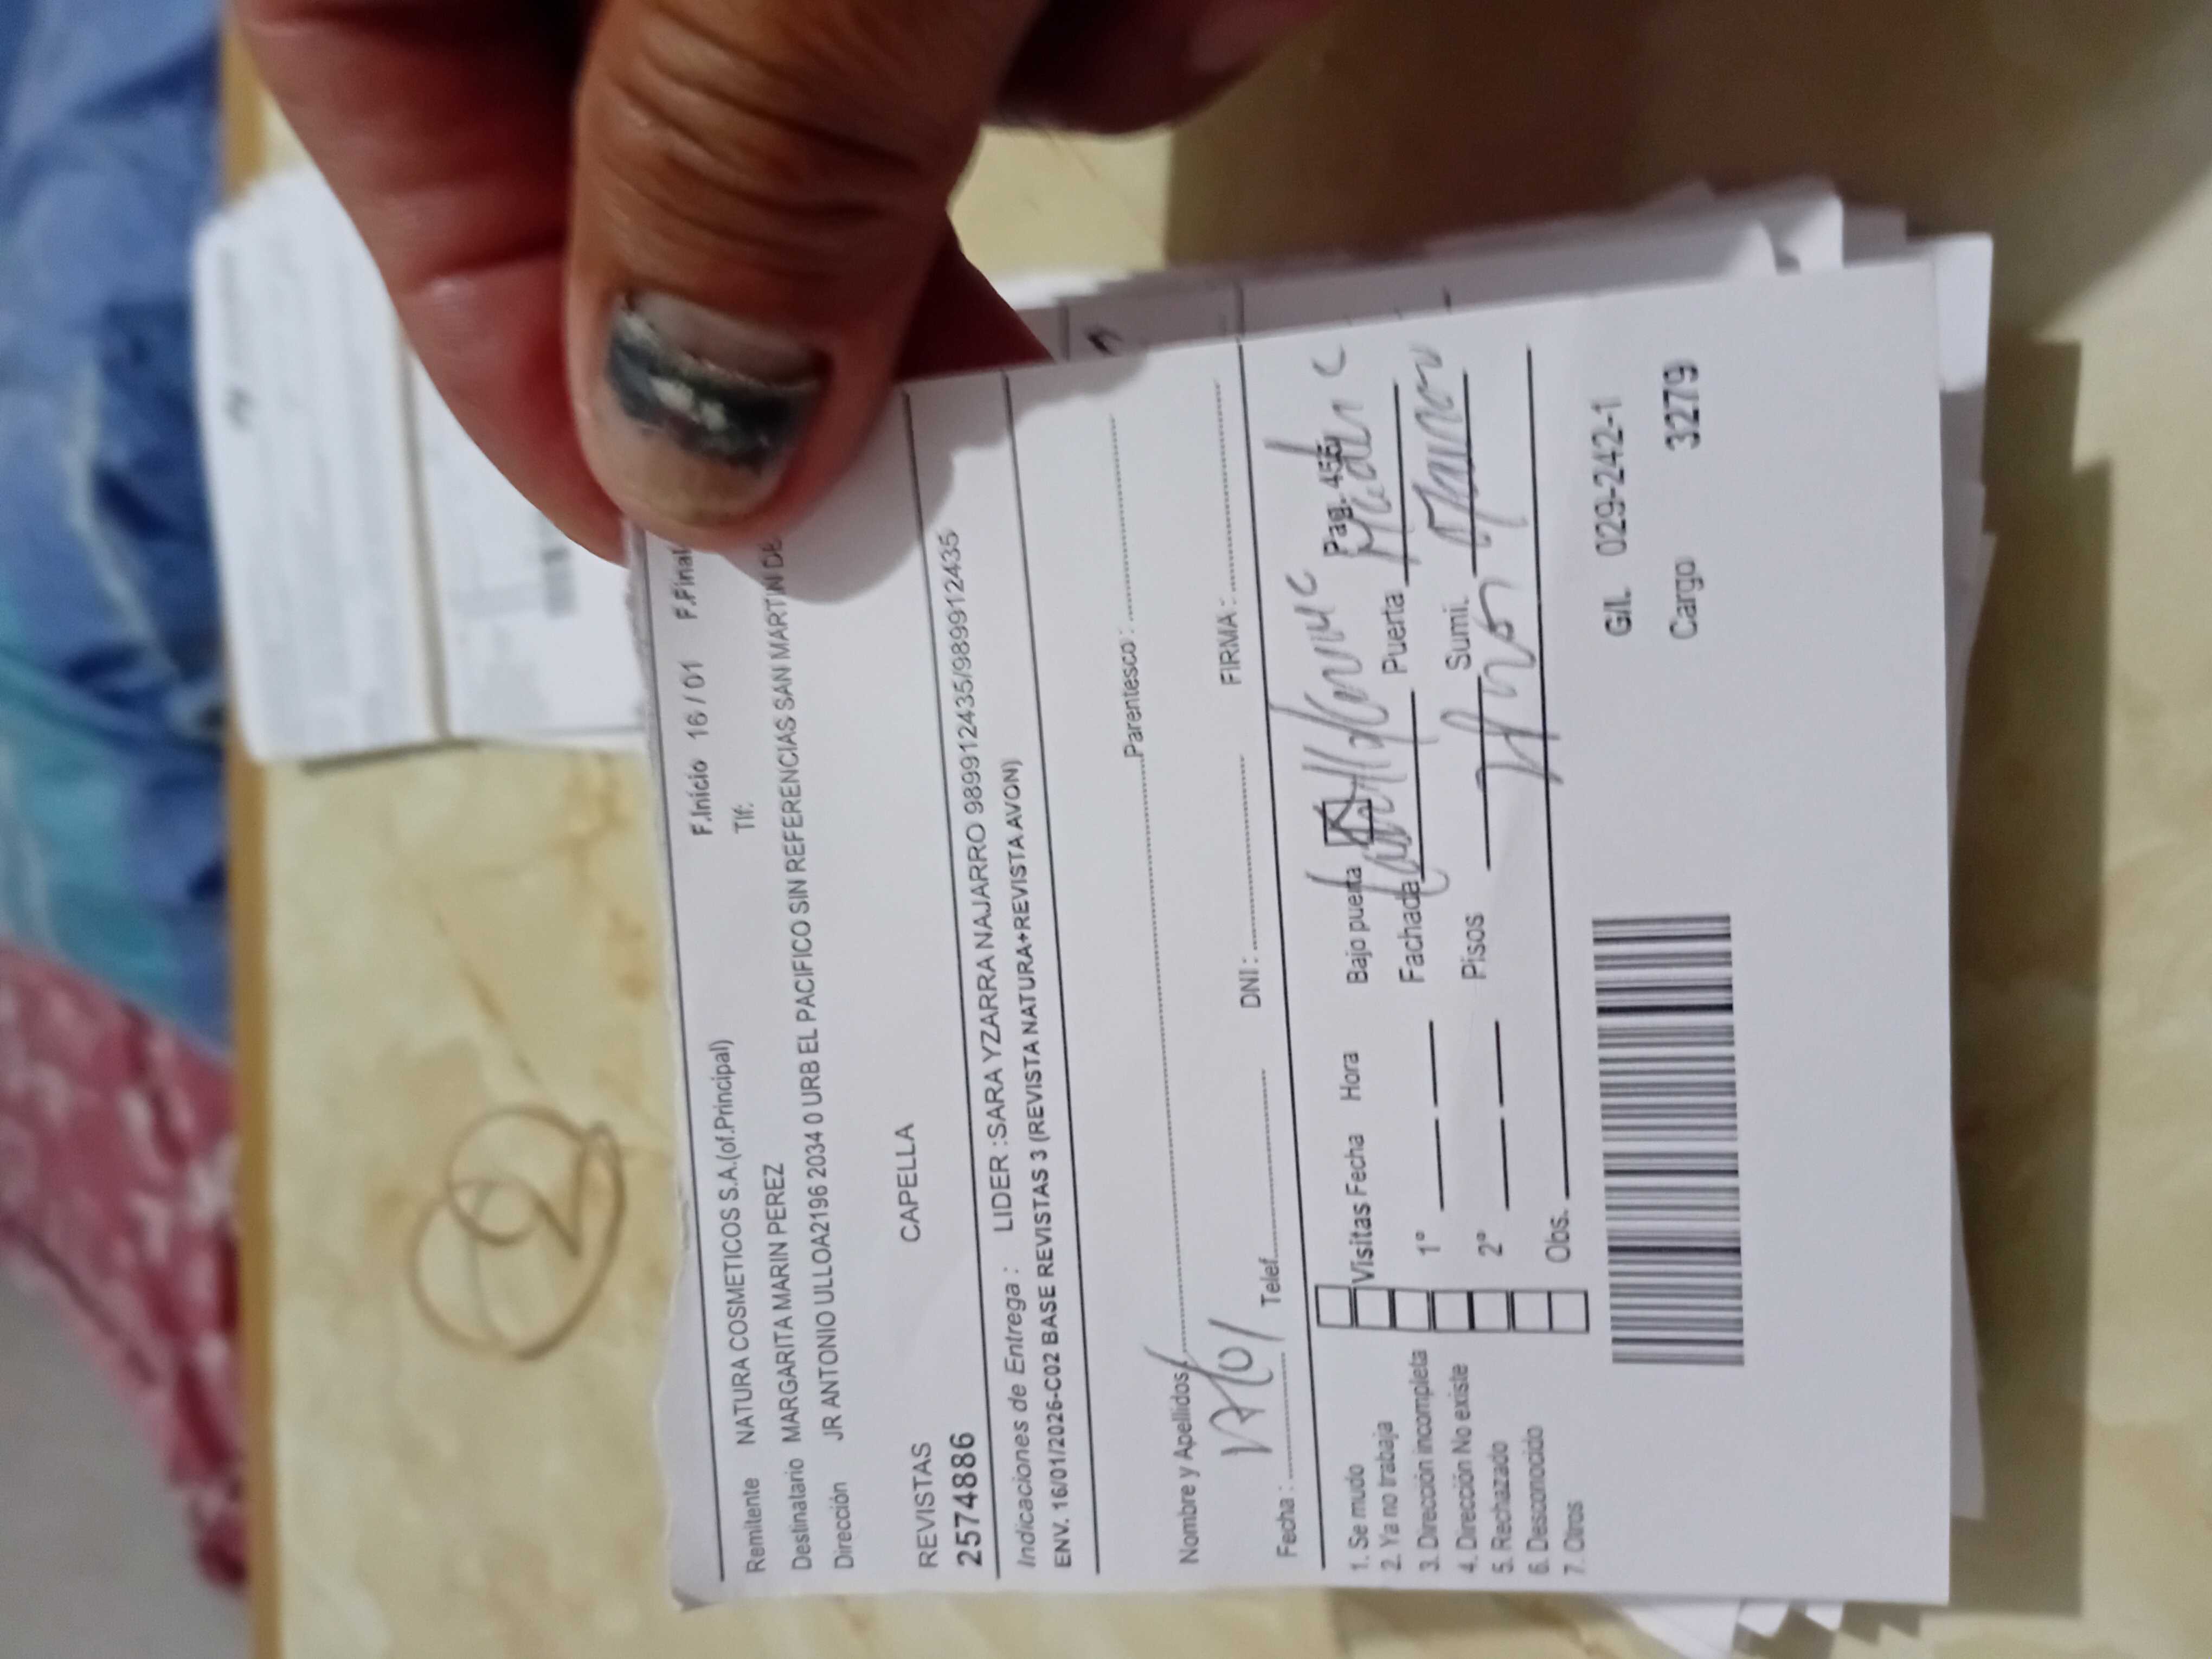 F.Inicio 16/01 F.Final
Remitente NATURA COSMETICOS S.A.(of.Principal) Tlf:
Destinatario MARGARITA MARIN PEREZ
Dirección JR ANTONIO ULLOA2196 2034 0 URB EL PACIFICO SIN REFERENCIAS SAN MARTIN DE
REVISTAS CAPELLA
2574886
Indicaciones de Entrega : LIDER :SARA YZARRA NAJARRO 989912435/989912435
ENV. 16/01/2026-C02 BASE REVISTAS 3 (REVISTA NATURA+REVISTA AVON)
Nombre y Apellidos Parentesco :
Fecha : Telef. DNI : FIRMA :
Pag. 455
1. Se mudo Visitas Fecha Hora Bajo puerta
2. Ya no trabaja
3. Dirección incompleta 1° Fachada Puerta
4. Dirección No existe
5. Rechazado 2° Pisos Sumi.
6. Desconocido
7. Otros Obs.
G/L 029-242-1
Cargo 3279
2